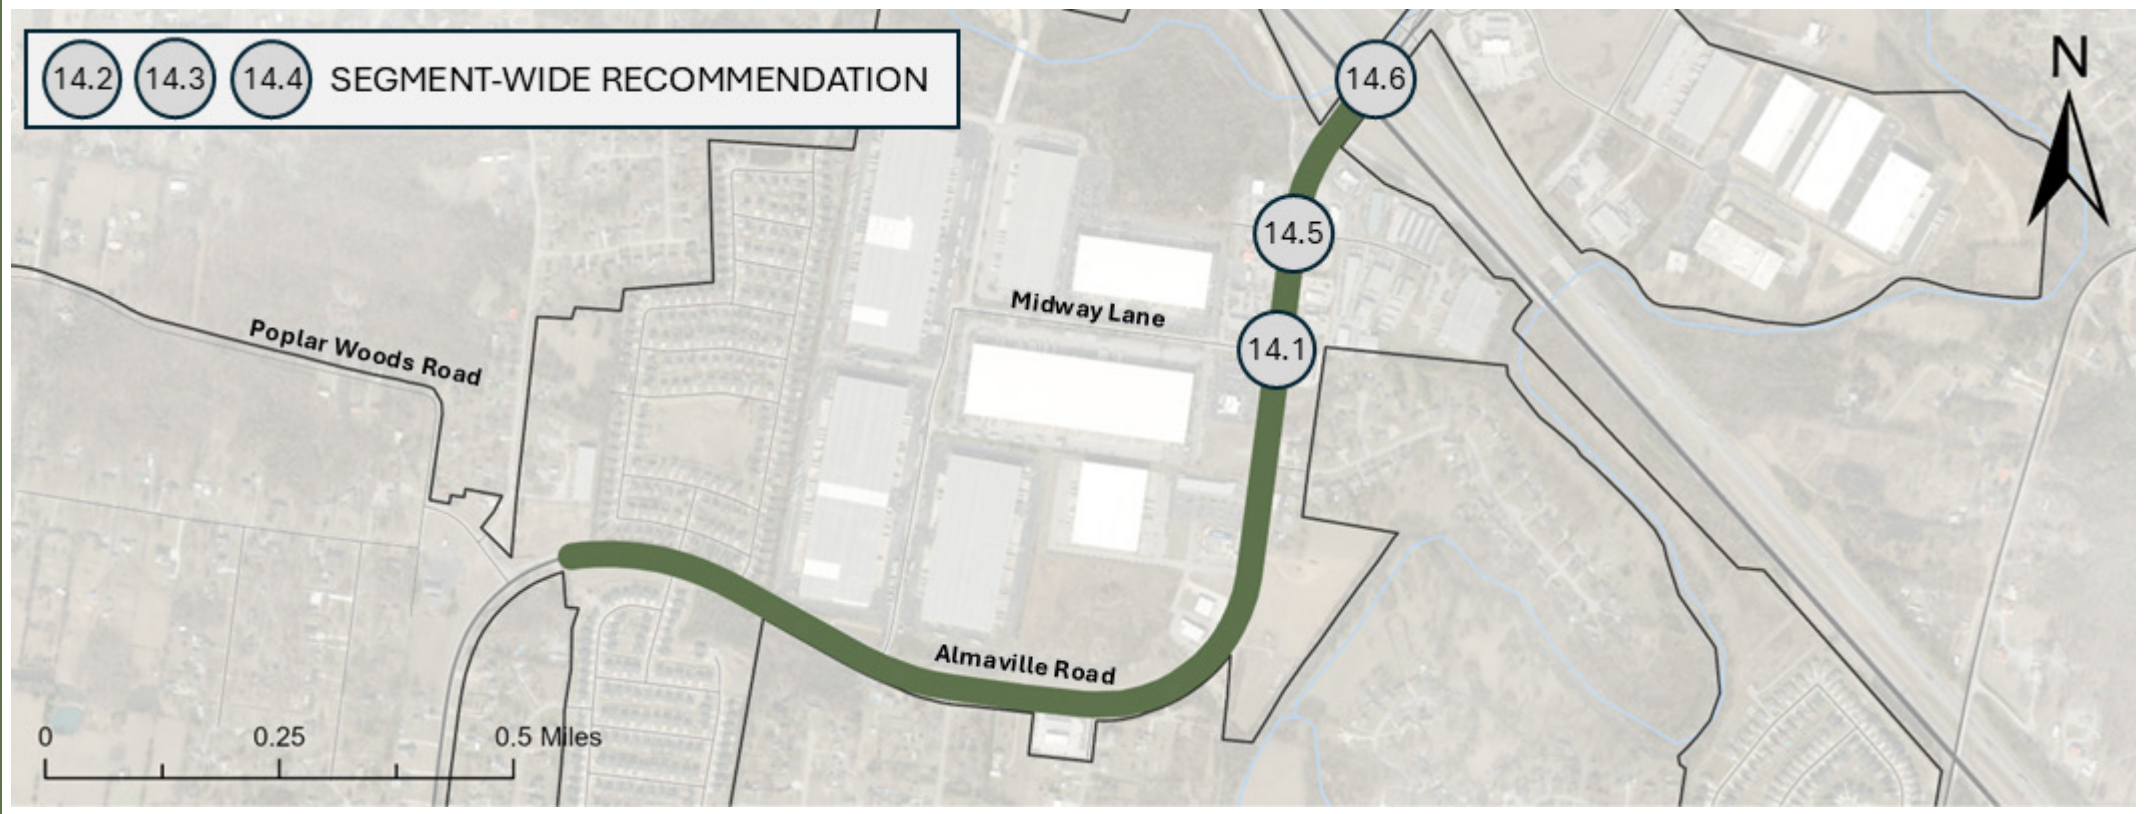 14.2 14.3 14.4 SEGMENT-WIDE RECOMMENDATION
N
14.6
14.5
Midway Lane
14.1
Poplar Woods Road
Almaville Road
0 0.25 0.5 Miles